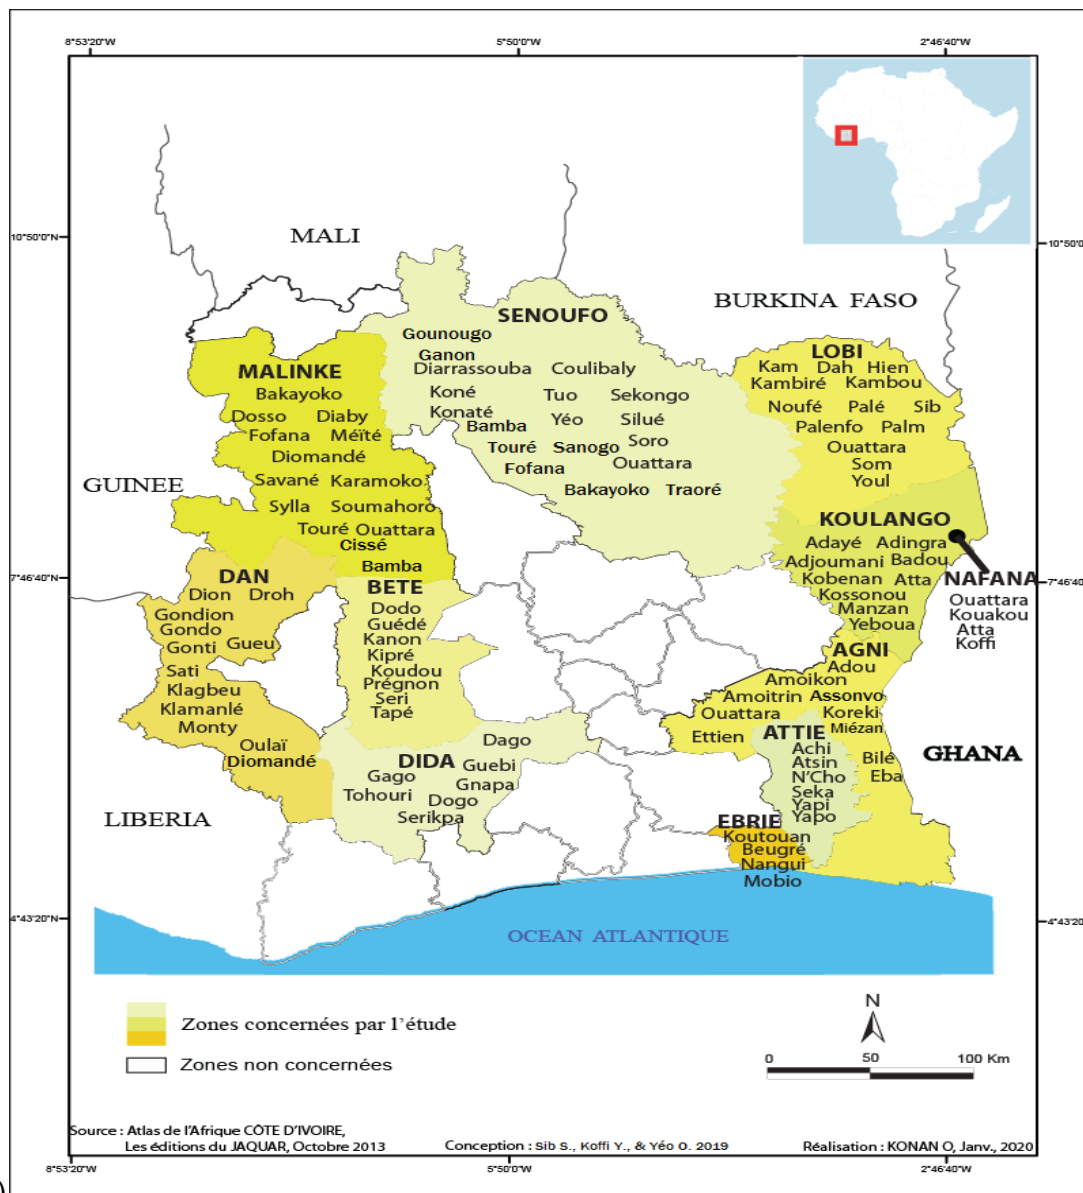 8°53'20"W
5°50'0"W
2°46'40"W
10°50'0"N
10°50'0
MALI
BURKINA FASO
SENOUFO
Gounougo
Ganon
Diarrassouba Coulibaly
Koné Tuo Sekongo
Konaté
Bamba Yéo Silué
Touré Sanogo Soro
Fofana Ouattara
Bakayoko Traoré
LOBI
Kam Dah Hien
Kambiré Kambou
Noufé Palé Sib
Palenfo Palm
Ouattara
Som
Youl
MALINKE
Bakayoko
Dosso Diaby
Fofana Méïté
Diomandé
Savané Karamoko
Sylla Soumahoro
Touré Ouattara
Cissé
Bamba
GUINEE
KOULANGO
Adayé Adingra
Adjoumani Badou
Kobenan Atta
Kossonou
Manzan
Yeboua
7°46'40"N
7°46'40
NAFANA
Ouattara
Kouakou
Atta
Koffi
DAN
Dion Droh
Gondion
Gondo
Gonti Gueu
Sati
Klagbeu
Klamanlé
Monty
Oulaï
Diomandé
BETE
Dodo
Guédé
Kanon
Kipré
Koudou
Prégnon
Seri
Tapé
AGNI
Adou
Amoikon
Amoitrin Assonvo
Ouattara Koreki
Ettien Miézan
Bilé
Eba
ATTIE
Achi
Atsin
N'Cho
Seka
Yapi
Yapo
GHANA
DIDA
Dago
Gago Guebi
Tohouri Gnapa
Dogo
Serikpa
LIBERIA
EBRIE
Koutouan
Beugré
Nangui
Mobio
4°43'20"N
4°43'20
OCEAN ATLANTIQUE
Zones concernées par l'étude
Zones non concernées
N
0 50 100 Km
Source : Atlas de l'Afrique CÔTE D'IVOIRE,
Les éditions du JAQUAR, Octobre 2013
Conception : Sib S., Koffi Y., & Yéo O. 2019
Réalisation : KONAN O, Janv., 2020
8°53'20"W
5°50'0"W
2°46'40"W
)